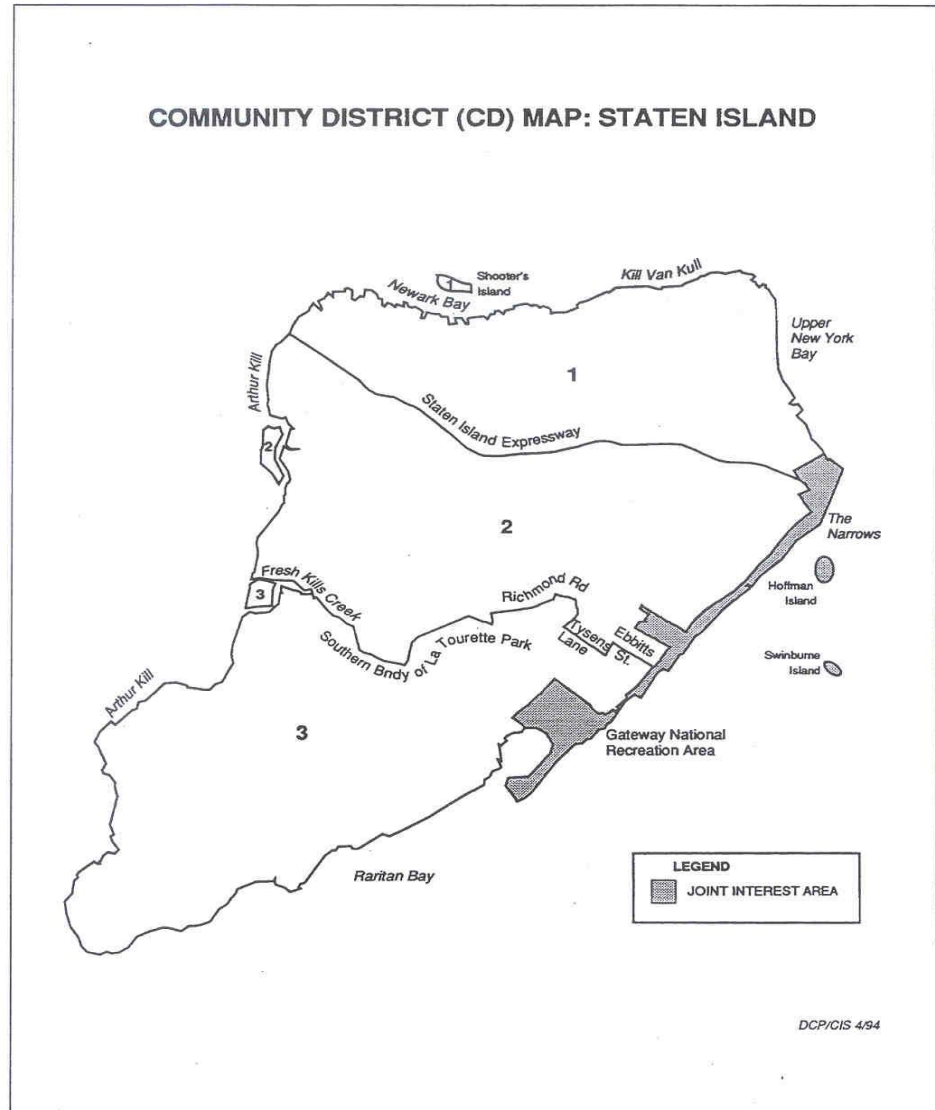 COMMUNITY DISTRICT (CD) MAP: STATEN ISLAND
Kill Van Kull
Shooter's
Island
1
Newark Bay
Upper
New York
Bay
Arthur Kill
1
Staten Island Expressway
2
2
The
Narrows
Fresh Kills Creek
3
Hoffman
Island
Richmond Rd
Southern Bndy of La Tourette Park
Tysens
Lane
Ebbitts
St.
Swinburne
Island
Arthur Kill
3
Gateway National
Recreation Area
Raritan Bay
LEGEND
JOINT INTEREST AREA
DCP/CIS 4/94